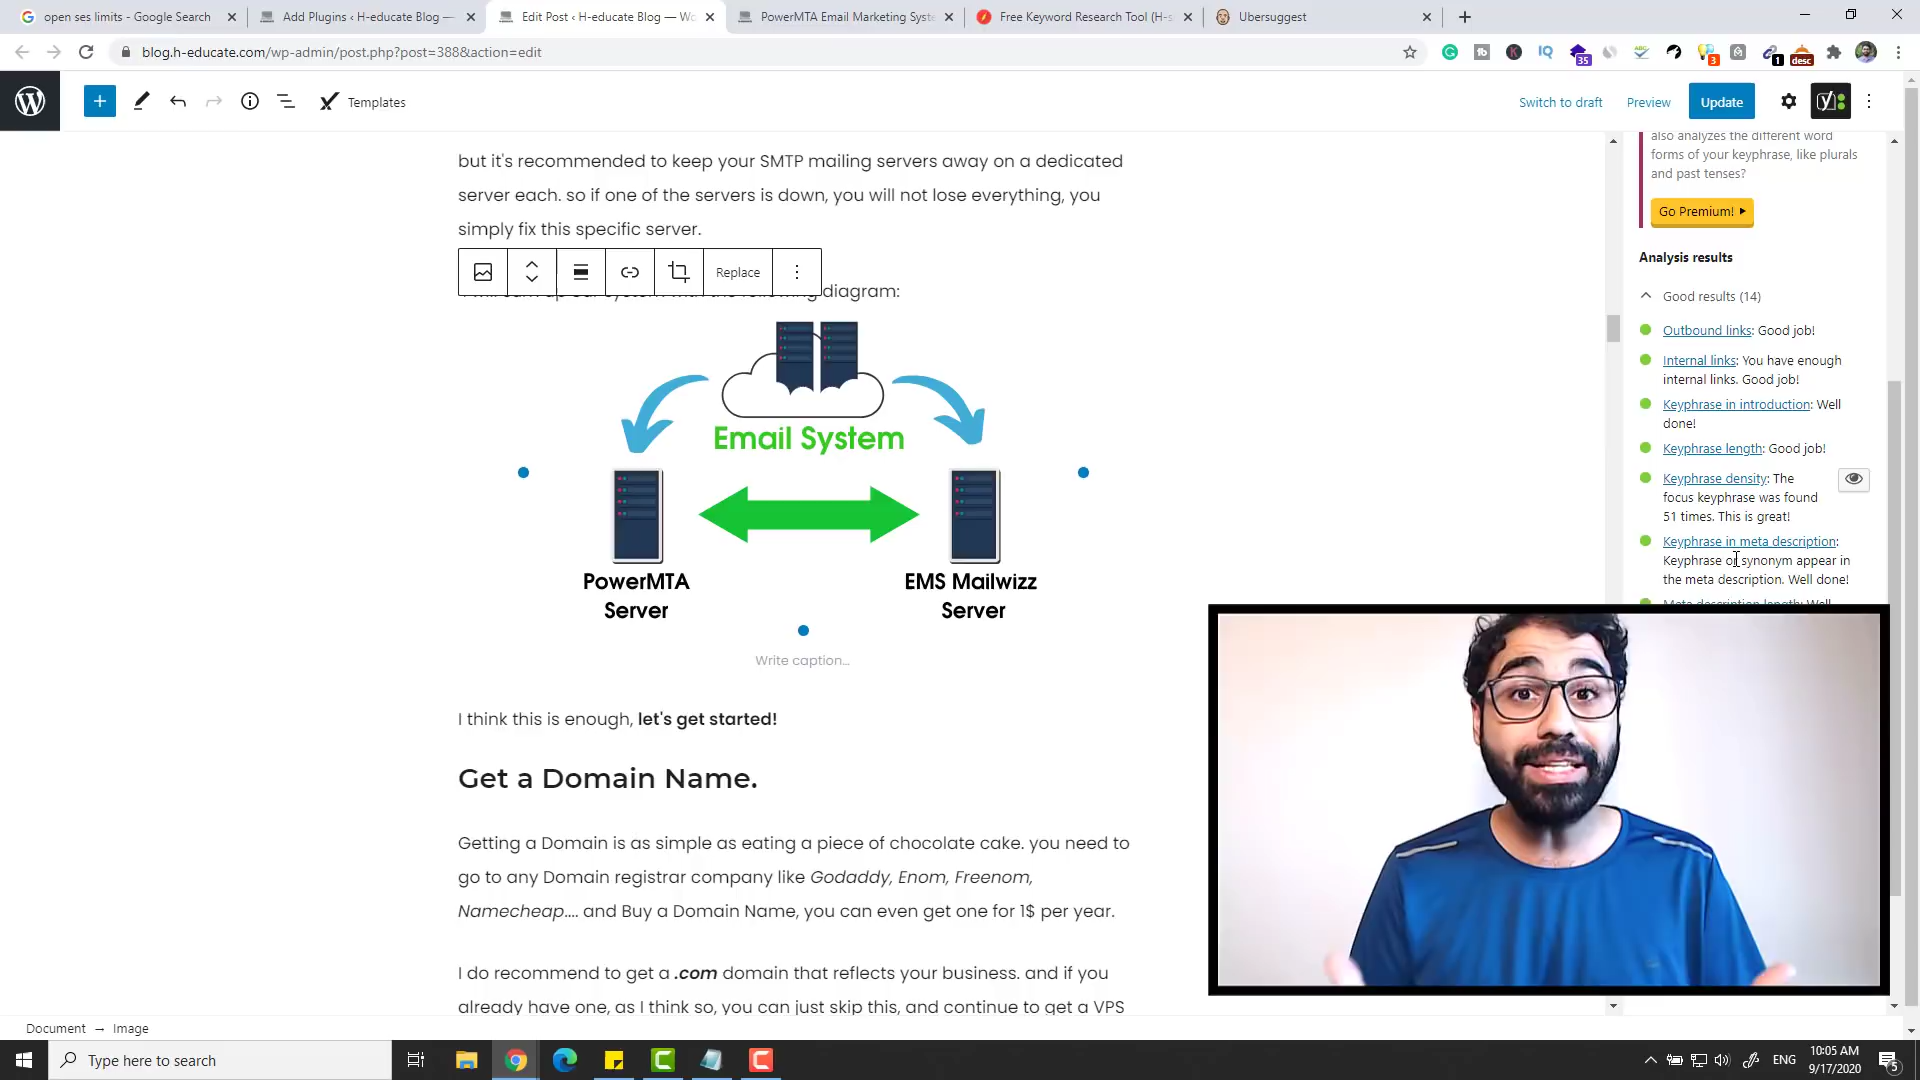 open ses limits - Google Search
Add Plugins ‹ H-educate Blog —
Edit Post ‹ H-educate Blog — Wo
PowerMTA Email Marketing Syste
Free Keyword Research Tool (H-s
Ubersuggest
blog.h-educate.com/wp-admin/post.php?post=388&action=edit
35
3
1
desc
Templates
Switch to draft
Preview
Update
also analyzes the different word
forms of your keyphrase, like plurals
and past tenses?
Go Premium!
Analysis results
Good results (14)
Outbound links: Good job!
Internal links: You have enough
internal links. Good job!
Keyphrase in introduction: Well
done!
Keyphrase length: Good job!
Keyphrase density: The
focus keyphrase was found
51 times. This is great!
Keyphrase in meta description:
Keyphrase or synonym appear in
the meta description. Well done!
Meta description length: Well
but it's recommended to keep your SMTP mailing servers away on a dedicated
server each. so if one of the servers is down, you will not lose everything, you
simply fix this specific server.
Replace
diagram:
Email System
PowerMTA
Server
EMS Mailwizz
Server
Write caption...
I think this is enough, let's get started!
Get a Domain Name.
Getting a Domain is as simple as eating a piece of chocolate cake. you need to
go to any Domain registrar company like Godaddy, Enom, Freenom,
Namecheap.... and Buy a Domain Name, you can even get one for 1$ per year.
I do recommend to get a .com domain that reflects your business. and if you
already have one, as I think so, you can just skip this, and continue to get a VPS
Document → Image
Type here to search
ENG
10:05 AM
9/17/2020
5